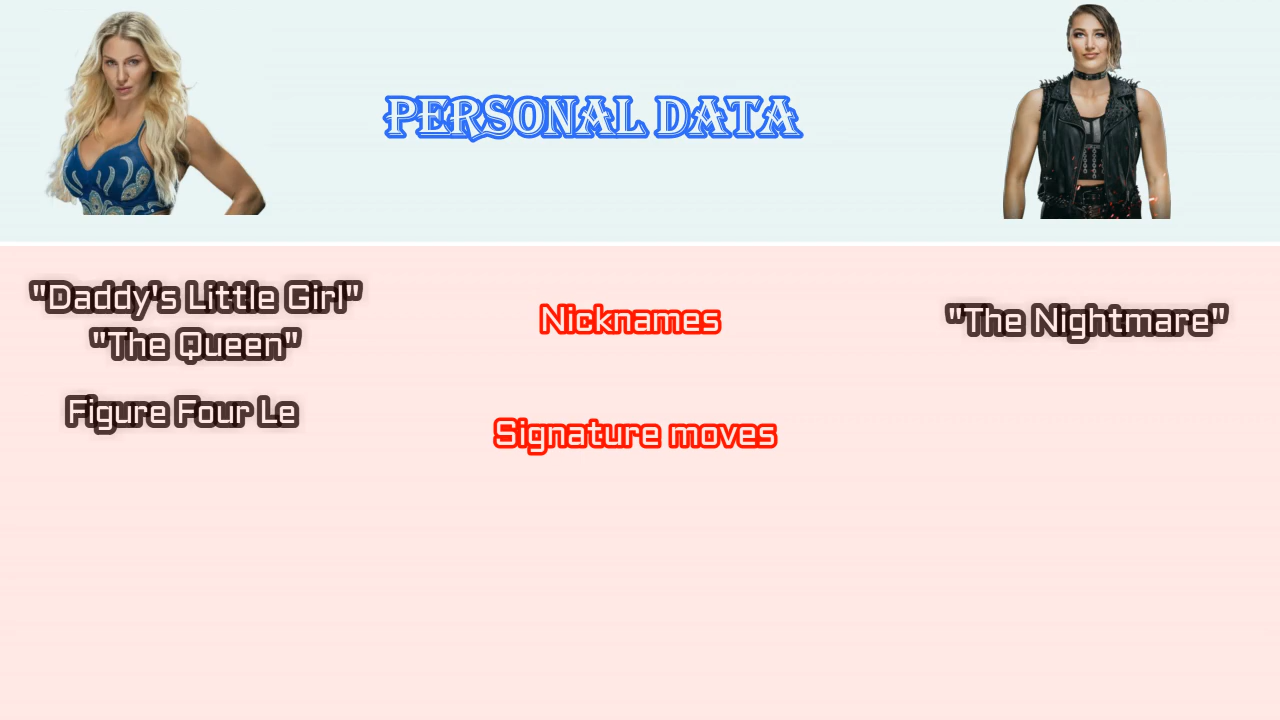 PERSONAL DATA
"Daddy's Little Girl"
"The Queen"
Nicknames
"The Nightmare"
Figure Four Le
Signature moves